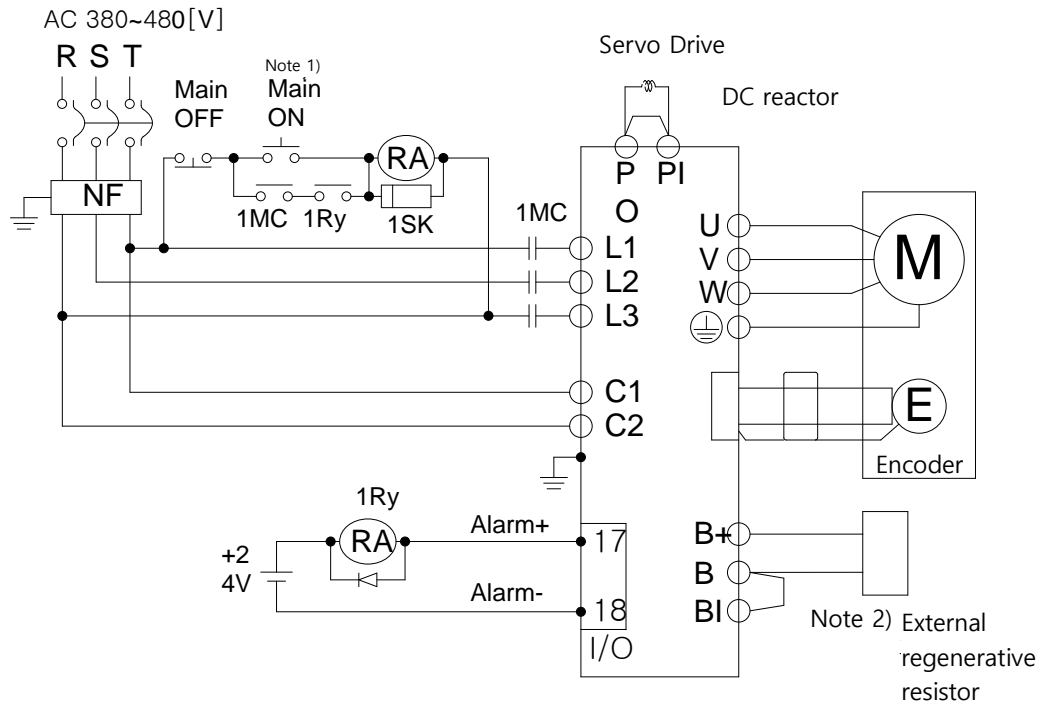 AC 380~480[V]
R S T
Note 1)
Main
OFF
Main
ON
RA
NF
1MC 1Ry
1SK
1MC
Servo Drive
DC reactor
P PI
O
L1
L2
L3
C1
C2
U
V
W
M
E
Encoder
1Ry
RA
+2
4V
Alarm+
Alarm-
17
18
I/O
B+
B
BI
Note 2) External
regenerative
resistor